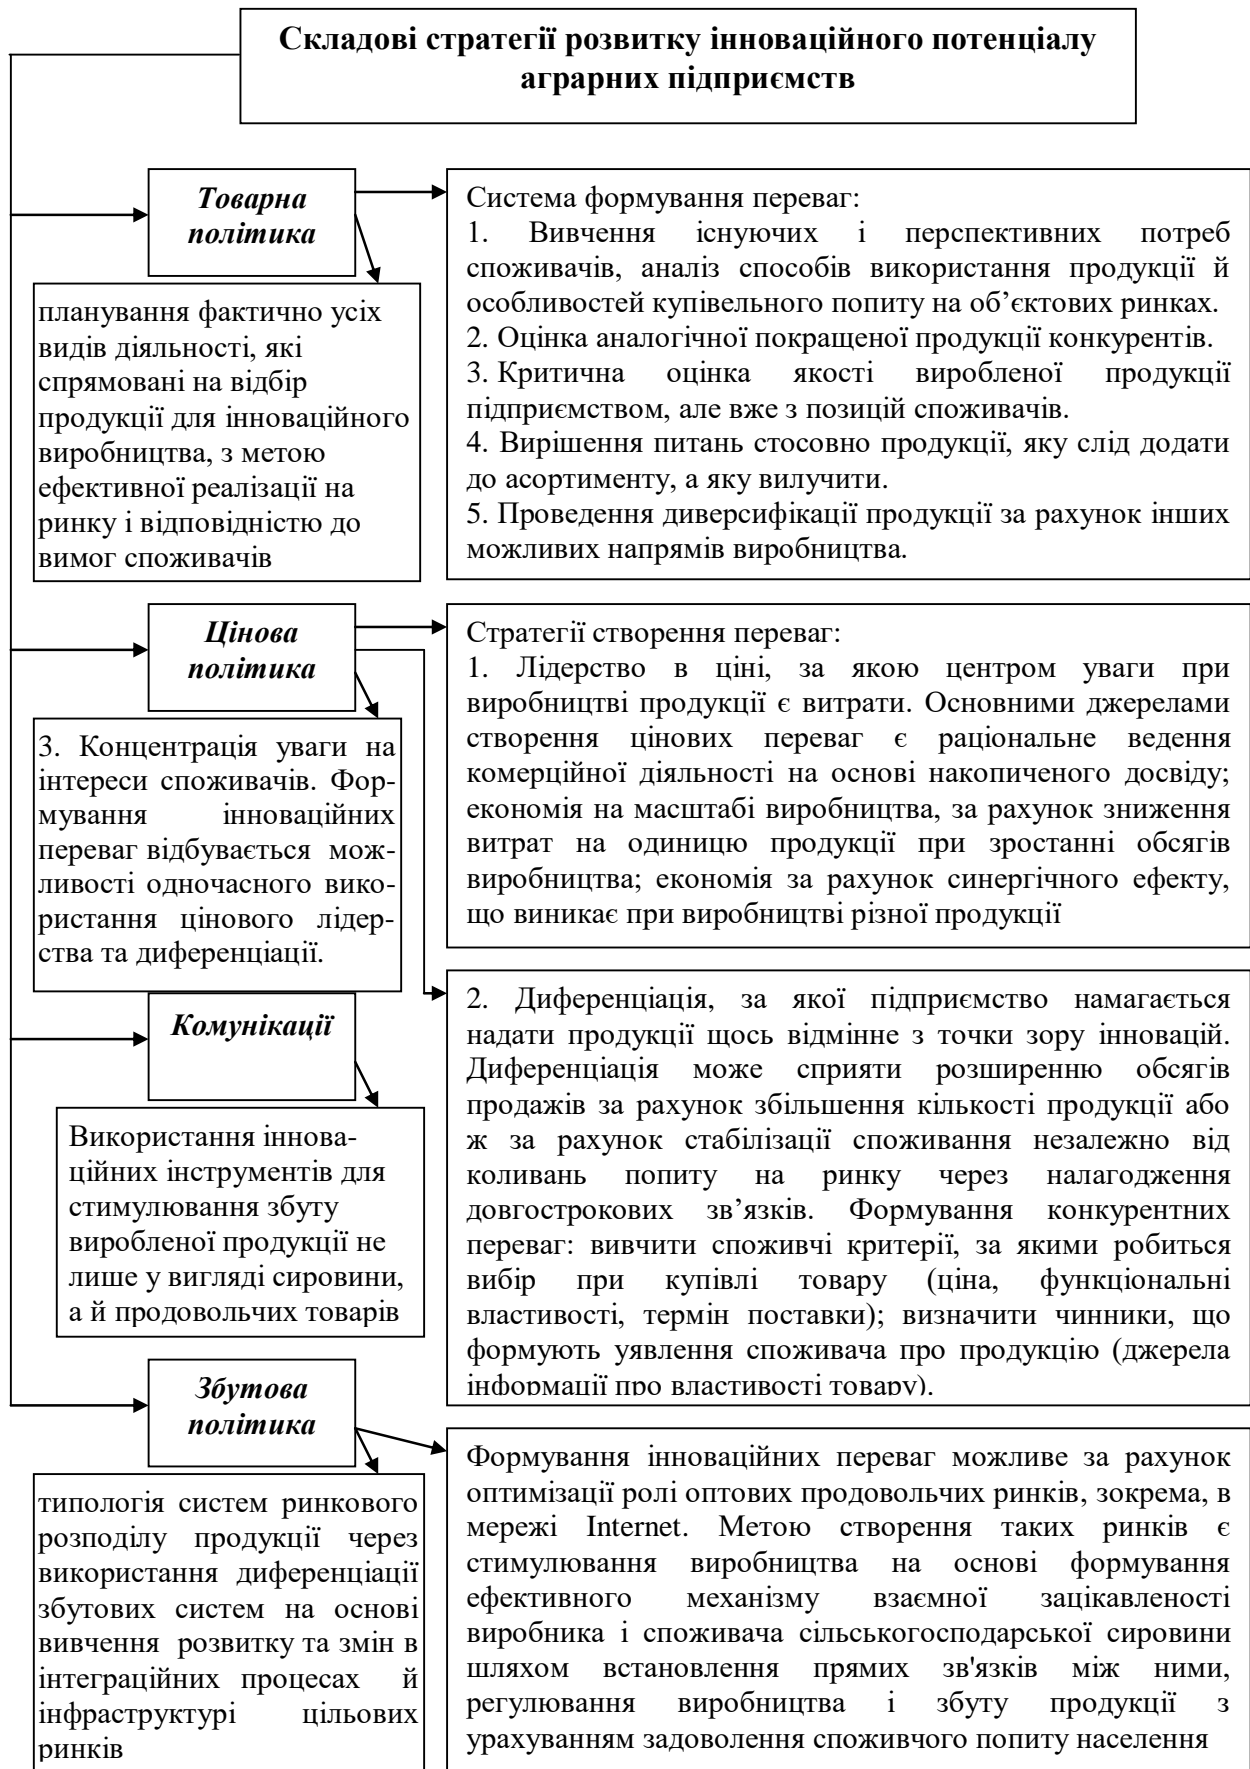 Складові стратегії розвитку інноваційного потенціалу
аграрних підприємств
Товарна
політика
Система формування переваг:
1. Вивчення існуючих і перспективних потреб
споживачів, аналіз способів використання продукції й
особливостей купівельного попиту на об’єктових ринках.
2. Оцінка аналогічної покращеної продукції конкурентів.
3. Критична оцінка якості виробленої продукції
підприємством, але вже з позицій споживачів.
4. Вирішення питань стосовно продукції, яку слід додати
до асортименту, а яку вилучити.
5. Проведення диверсифікації продукції за рахунок інших
можливих напрямів виробництва.
планування фактично усіх
видів діяльності, які
спрямовані на відбір
продукції для інноваційного
виробництва, з метою
ефективної реалізації на
ринку і відповідністю до
вимог споживачів
Цінова
політика
Стратегії створення переваг:
1. Лідерство в ціні, за якою центром уваги при
виробництві продукції є витрати. Основними джерелами
створення цінових переваг є раціональне ведення
комерційної діяльності на основі накопиченого досвіду;
економія на масштабі виробництва, за рахунок зниження
витрат на одиницю продукції при зростанні обсягів
виробництва; економія за рахунок синергічного ефекту,
що виникає при виробництві різної продукції
3. Концентрація уваги на
інтереси споживачів. Фор-
мування інноваційних
переваг відбувається мож-
ливості одночасного вико-
ристання цінового лідер-
ства та диференціації.
2. Диференціація, за якої підприємство намагається
надати продукції щось відмінне з точки зору інновацій.
Диференціація може сприяти розширенню обсягів
продажів за рахунок збільшення кількості продукції або
ж за рахунок стабілізації споживання незалежно від
коливань попиту на ринку через налагодження
довгострокових зв’язків. Формування конкурентних
переваг: вивчити споживчі критерії, за якими робиться
вибір при купівлі товару (ціна, функціональні
властивості, термін поставки); визначити чинники, що
формують уявлення споживача про продукцію (джерела
інформації про властивості товару).
Комунікації
Використання іннова-
ційних інструментів для
стимулювання збуту
виробленої продукції не
лише у вигляді сировини,
а й продовольчих товарів
Збутова
політика
типологія систем ринкового
розподілу продукції через
використання диференціації
збутових систем на основі
вивчення розвитку та змін в
інтеграційних процесах й
інфраструктурі цільових
ринків
Формування інноваційних переваг можливе за рахунок
оптимізації ролі оптових продовольчих ринків, зокрема, в
мережі Internet. Метою створення таких ринків є
стимулювання виробництва на основі формування
ефективного механізму взаємної зацікавленості
виробника і споживача сільськогосподарської сировини
шляхом встановлення прямих зв'язків між ними,
регулювання виробництва і збуту продукції з
урахуванням задоволення споживчого попиту населення